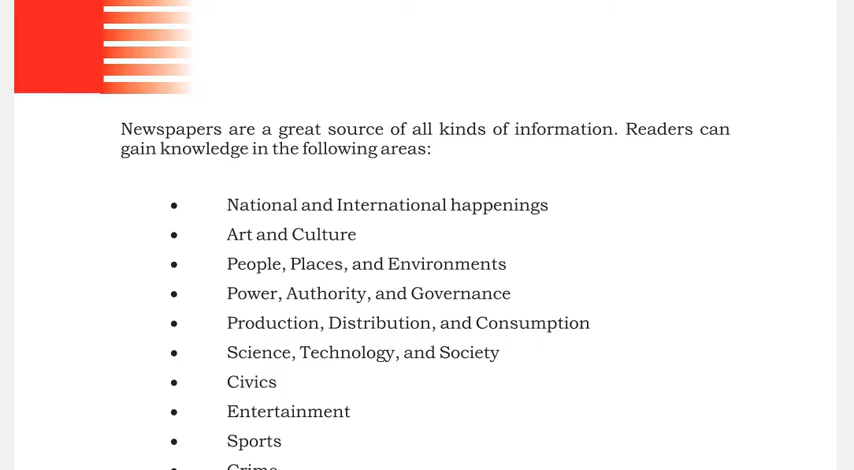 Newspapers are a great source of all kinds of information. Readers can
gain knowledge in the following areas:
• National and International happenings
• Art and Culture
• People, Places, and Environments
• Power, Authority, and Governance
• Production, Distribution, and Consumption
• Science, Technology, and Society
• Civics
• Entertainment
• Sports
• Crime